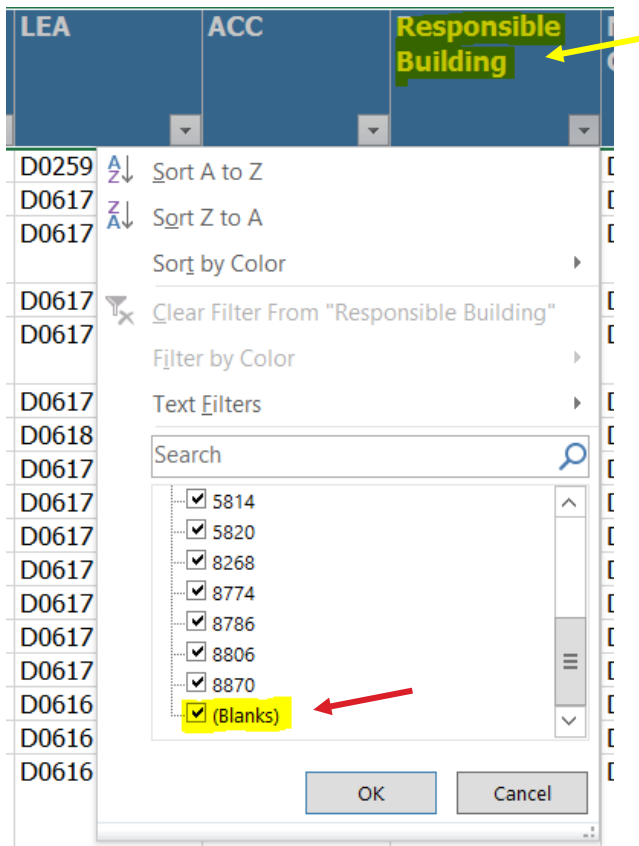 LEA
ACC
Responsible
Building
D0259
D0617
D0617
D0617
D0617
D0617
D0618
D0617
D0617
D0617
D0617
D0617
D0617
D0617
D0616
D0616
D0616
Sort A to Z
Sort Z to A
Sort by Color
Clear Filter From "Responsible Building"
Filter by Color
Text Filters
Search
5814
5820
8268
8774
8786
8806
8870
(Blanks)
OK
Cancel